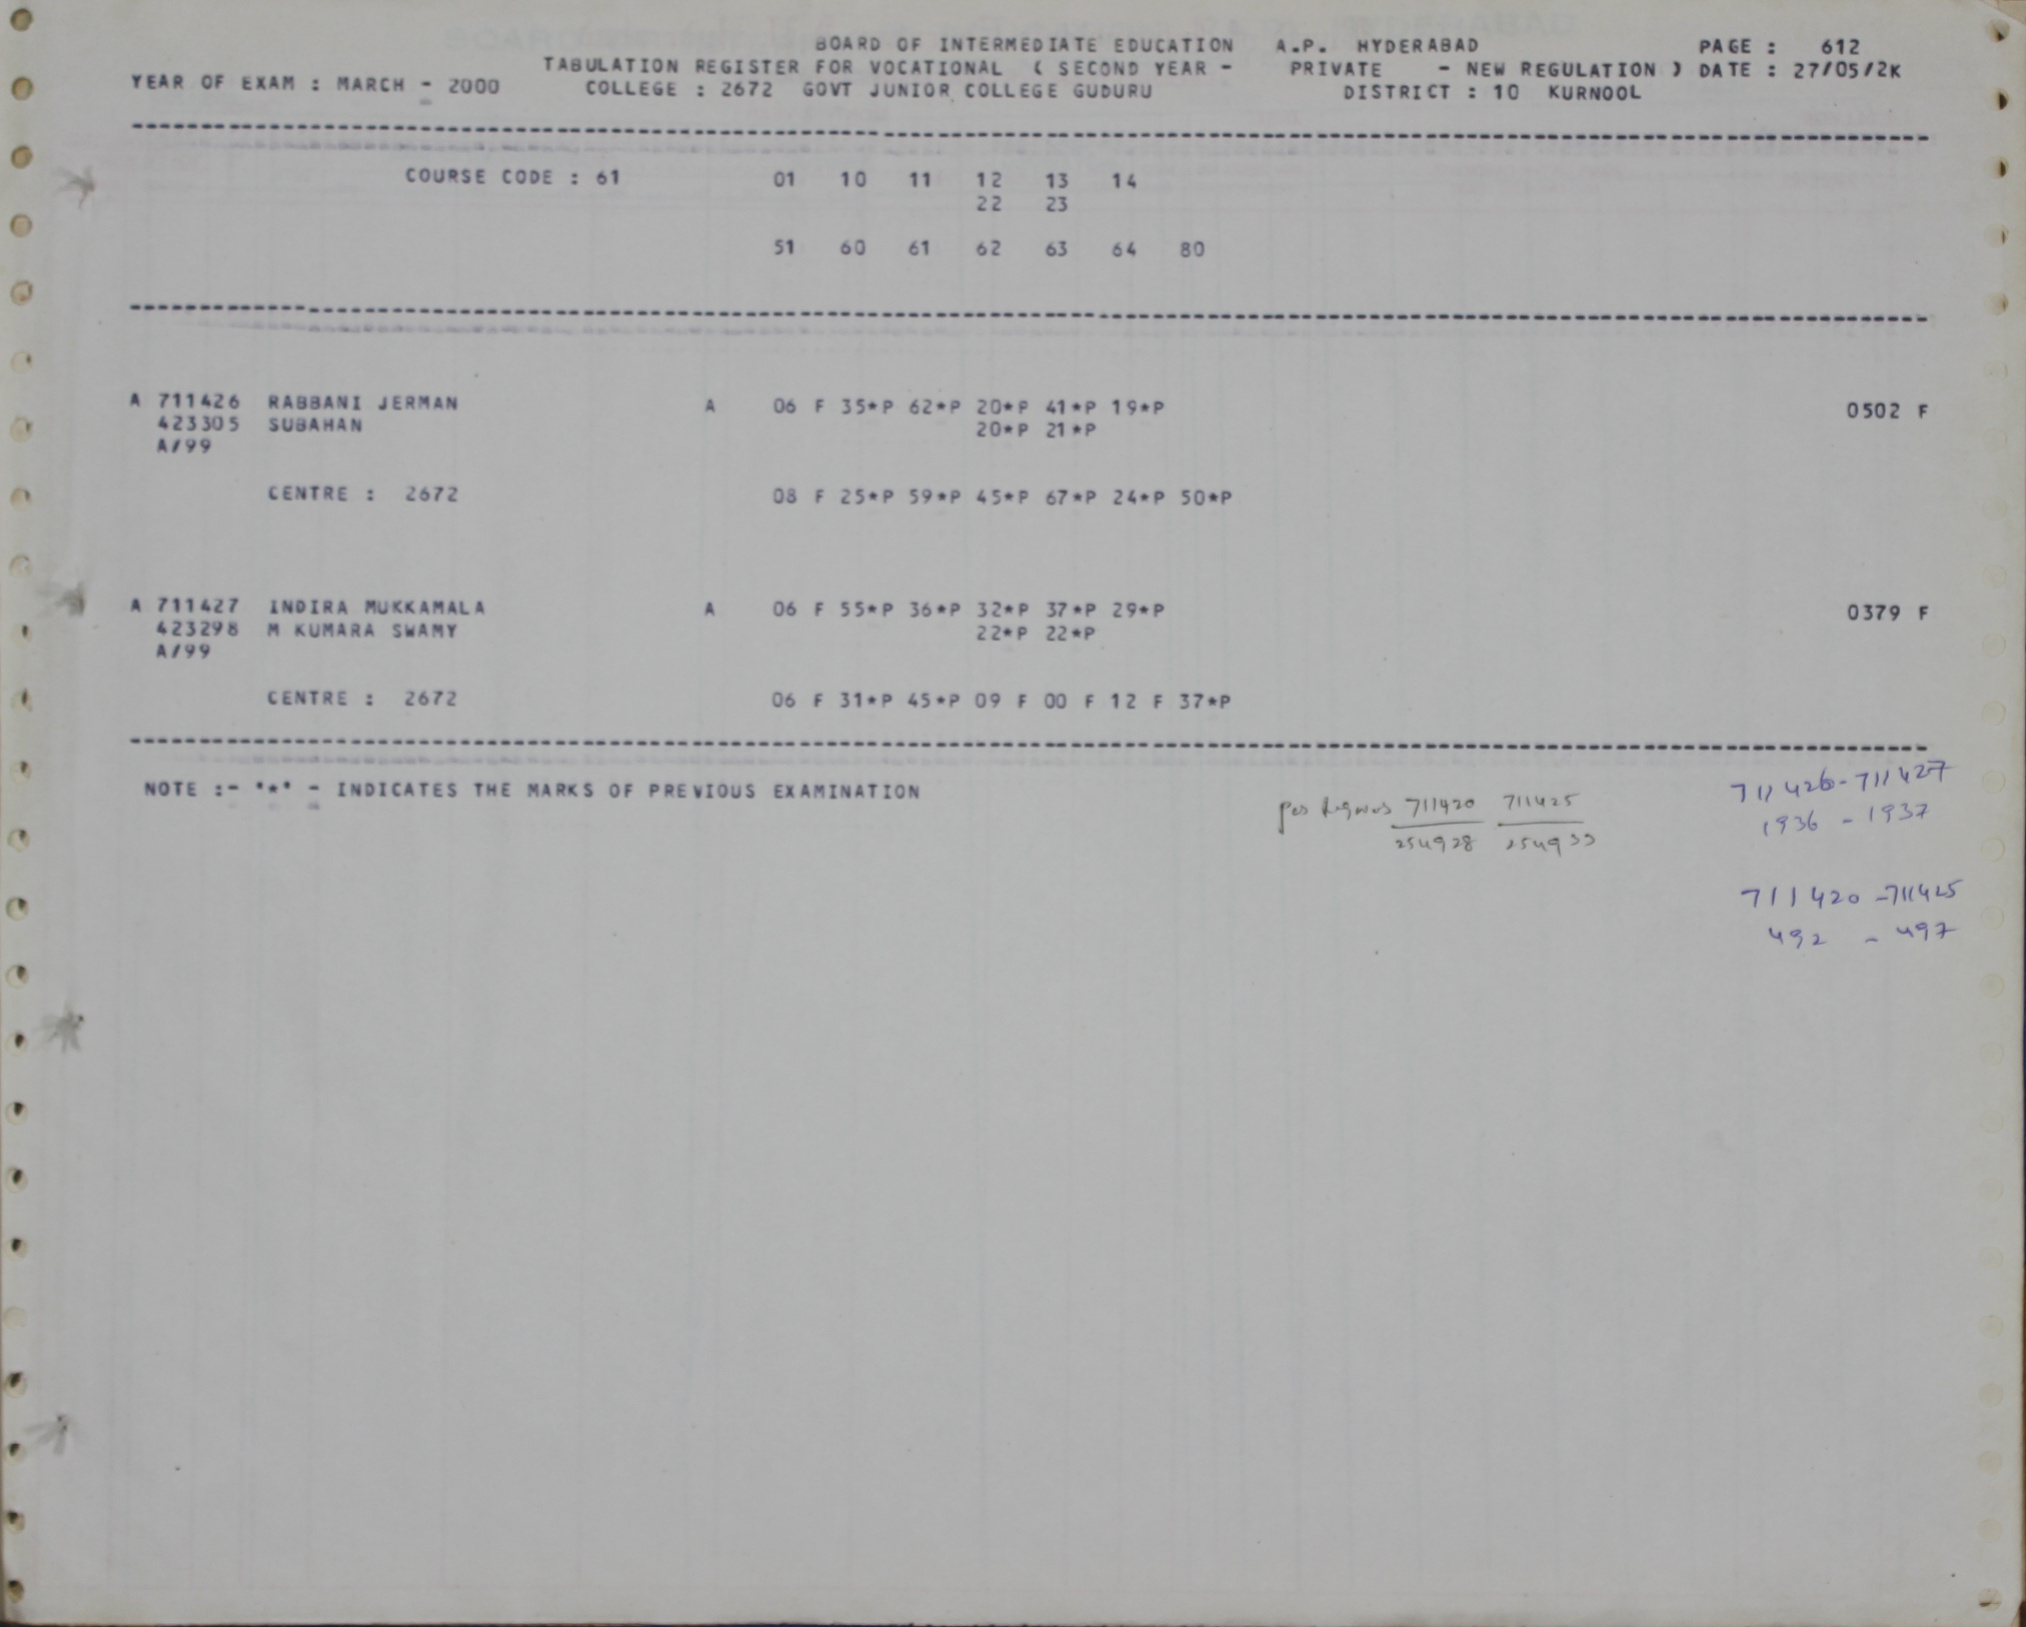 BOARD OF INTERMEDIATE EDUCATION A.P. HYDERABAD PAGE : 612
TABULATION REGISTER FOR VOCATIONAL ( SECOND YEAR - PRIVATE - NEW REGULATION ) DATE : 27/05/2K
YEAR OF EXAM : MARCH - 2000 COLLEGE : 2672 GOVT JUNIOR COLLEGE GUDURU DISTRICT : 10 KURNOOL
COURSE CODE : 61 01 10 11 12 13 14
22 23
51 60 61 62 63 64 80
A 711426 RABBANI JERMAN A 06 F 35*P 62*P 20*P 41*P 19*P 0502 F
423305 SUBAHAN 20*P 21*P
A/99
CENTRE : 2672 08 F 25*P 59*P 45*P 67*P 24*P 50*P
A 711427 INDIRA MUKKAMALA A 06 F 55*P 36*P 32*P 37*P 29*P 0379 F
423298 M KUMARA SWAMY 22*P 22*P
A/99
CENTRE : 2672 06 F 31*P 45*P 09 F 00 F 12 F 37*P
NOTE :- '*' - INDICATES THE MARKS OF PREVIOUS EXAMINATION
711426-711427
1936 - 1937
711420 711425
254928 254933
711420-711425
492 - 497